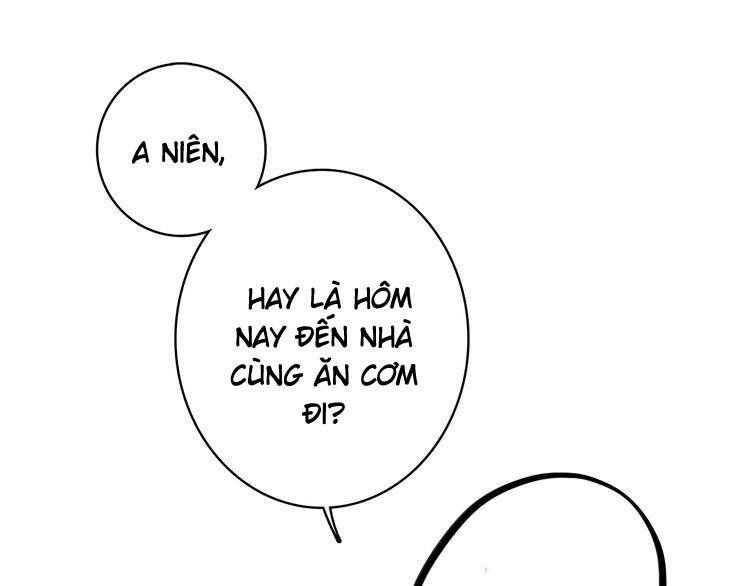 A NIÊN,
HAY LÀ HÔM
NAY ĐẾN NHÀ
CÙNG ĂN CƠM
ĐI?